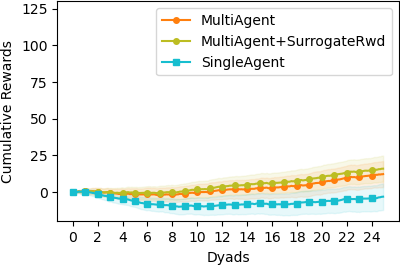 125
100
75
50
25
0
Cumulative Rewards
MultiAgent
MultiAgent+SurrogateRwd
SingleAgent
0 2 4 6 8 10 12 14 16 18 20 22 24
Dyads